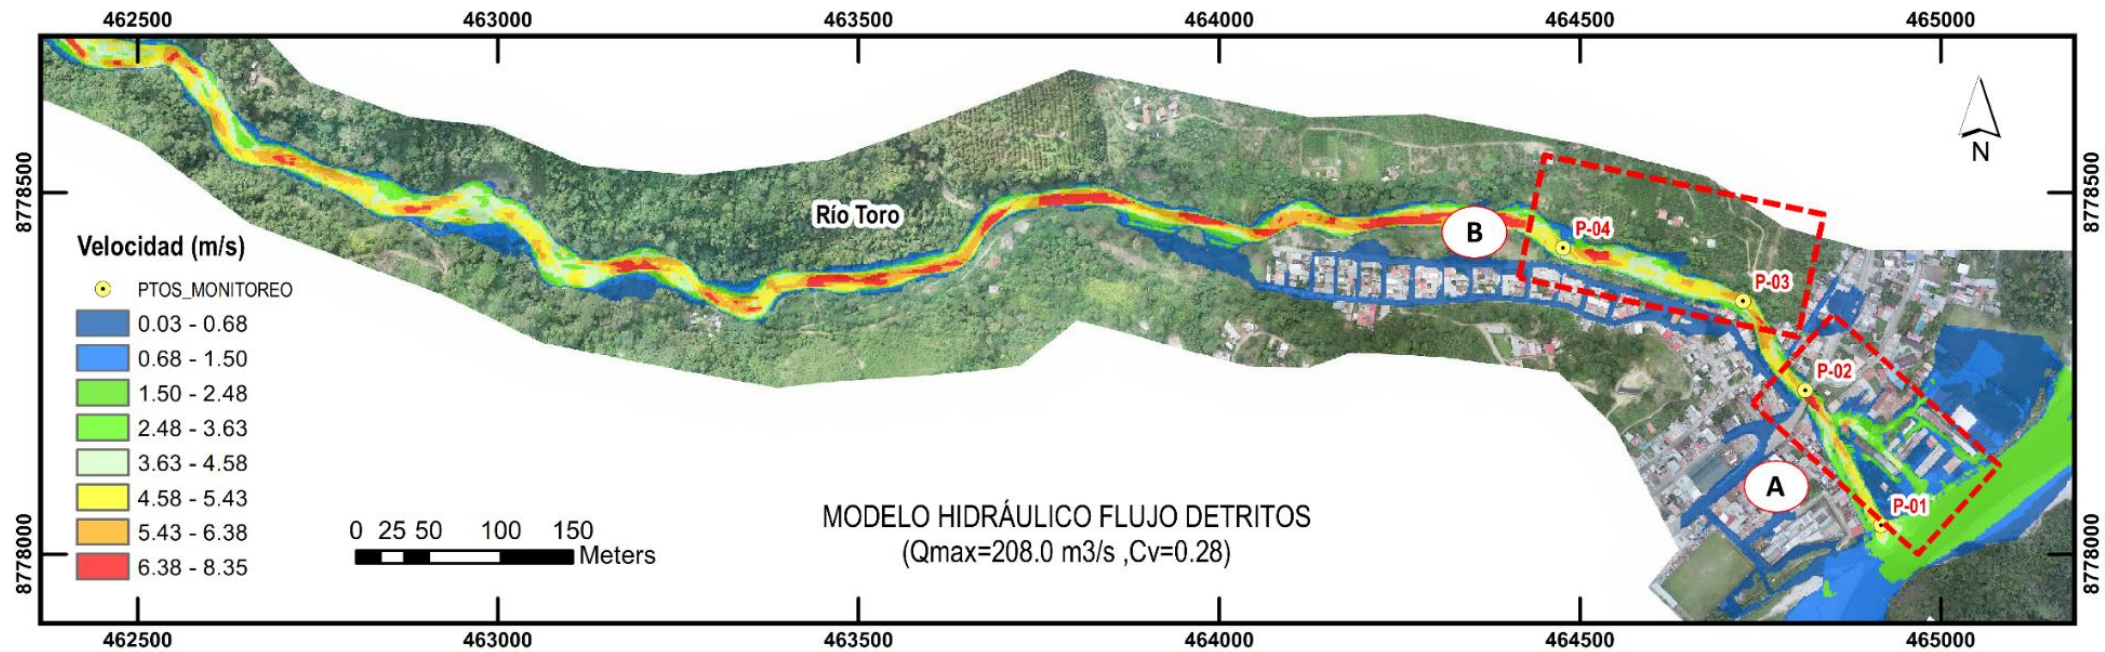 462500 463000 463500 464000 464500 465000
8778500
8778500
N
Río Toro
B
P-04
P-03
P-02
A
P-01
Velocidad (m/s)
PTOS_MONITOREO
0.03 - 0.68
0.68 - 1.50
1.50 - 2.48
2.48 - 3.63
3.63 - 4.58
4.58 - 5.43
5.43 - 6.38
6.38 - 8.35
0 25 50 100 150
Meters
MODELO HIDRÁULICO FLUJO DETRITOS
(Qmax=208.0 m3/s ,Cv=0.28)
8778000
8778000
462500 463000 463500 464000 464500 465000